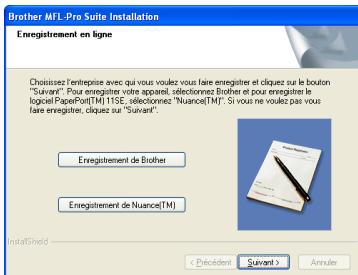 Brother MFL-Pro Suite Installation
Enregistrement en ligne
Choisissez l'entreprise avec qui vous voulez vous faire enregistrer et cliquez sur le bouton
"Suivant". Pour enregistrer votre appareil, sélectionnez Brother et pour enregistrer le
logiciel PaperPort(TM) 11SE, sélectionnez "Nuance(TM)". Si vous ne voulez pas vous
faire enregistrer, cliquez sur "Suivant".
Enregistrement de Brother
Product Registration
Enregistrement de Nuance(TM)
InstallShield
< Précédent
Suivant >
Annuler